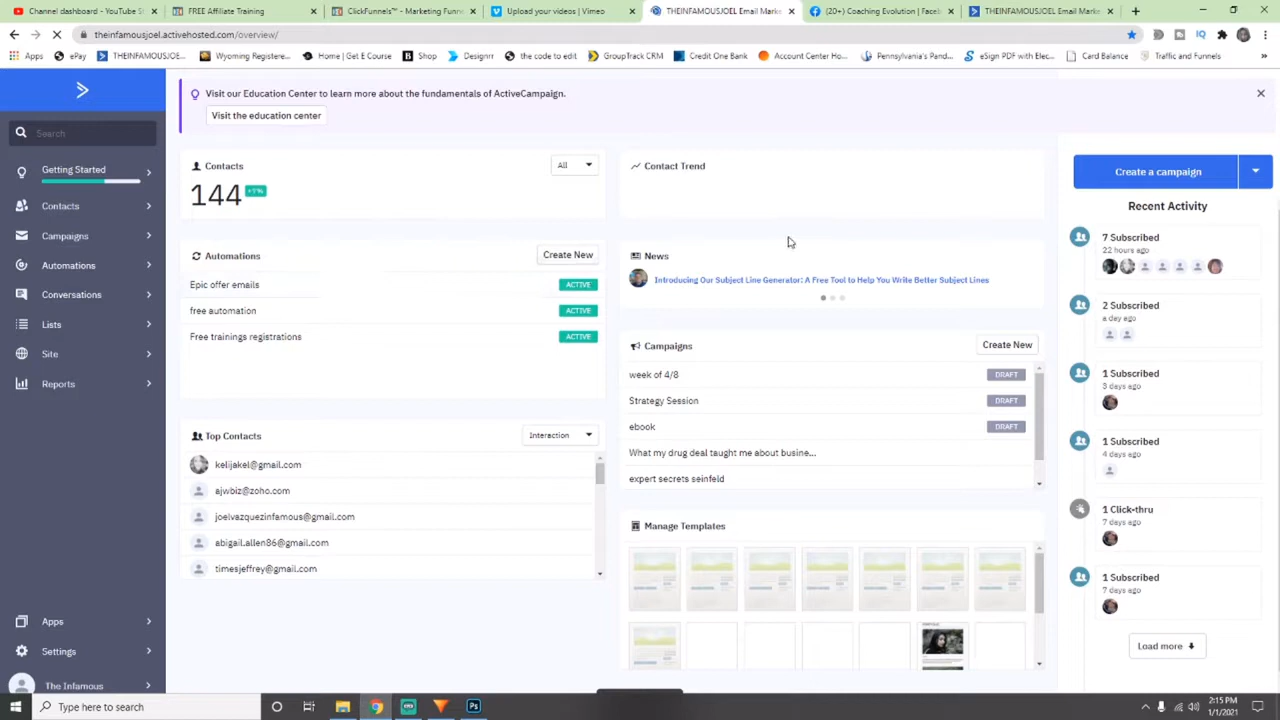 Channel dashboard - YouTube S
FREE Affiliate Training
ClickFunnels™ - Marketing Funn
Upload your videos | Vimeo
THEINFAMOUSJOEL Email Mark
(20+) Coaching Evolution | Faceb
THEINFAMOUSJOEL Email Mark
theinfamousjoel.activehosted.com/overview/
Apps
ePay
THEINFAMOUSJOEL...
Wyoming Registere...
Home | Get E Course
Shop
Designrr
the code to edit
GroupTrack CRM
Credit One Bank
Account Center Ho...
Pennsylvania's Pand...
eSign PDF with Elec...
Card Balance
Traffic and Funnels
Visit our Education Center to learn more about the fundamentals of ActiveCampaign.
Visit the education center
Search
Getting Started
Contacts
Campaigns
Automations
Conversations
Lists
Site
Reports
Apps
Settings
The Infamous
Contacts
All
144
Automations
Create New
Epic offer emails
ACTIVE
free automation
ACTIVE
Free trainings registrations
ACTIVE
Top Contacts
Interaction
kelijakel@gmail.com
ajwbiz@zoho.com
joelvazquezinfamous@gmail.com
abigail.allen86@gmail.com
timesjeffrey@gmail.com
Contact Trend
News
Introducing Our Subject Line Generator: A Free Tool to Help You Write Better Subject Lines
Campaigns
Create New
week of 4/8
DRAFT
Strategy Session
DRAFT
ebook
DRAFT
What my drug deal taught me about busine...
expert secrets seinfeld
Manage Templates
Create a campaign
Recent Activity
7 Subscribed
22 hours ago
2 Subscribed
a day ago
1 Subscribed
3 days ago
1 Subscribed
4 days ago
1 Click-thru
7 days ago
1 Subscribed
7 days ago
Load more
Type here to search
Ps
2:15 PM
1/1/2021